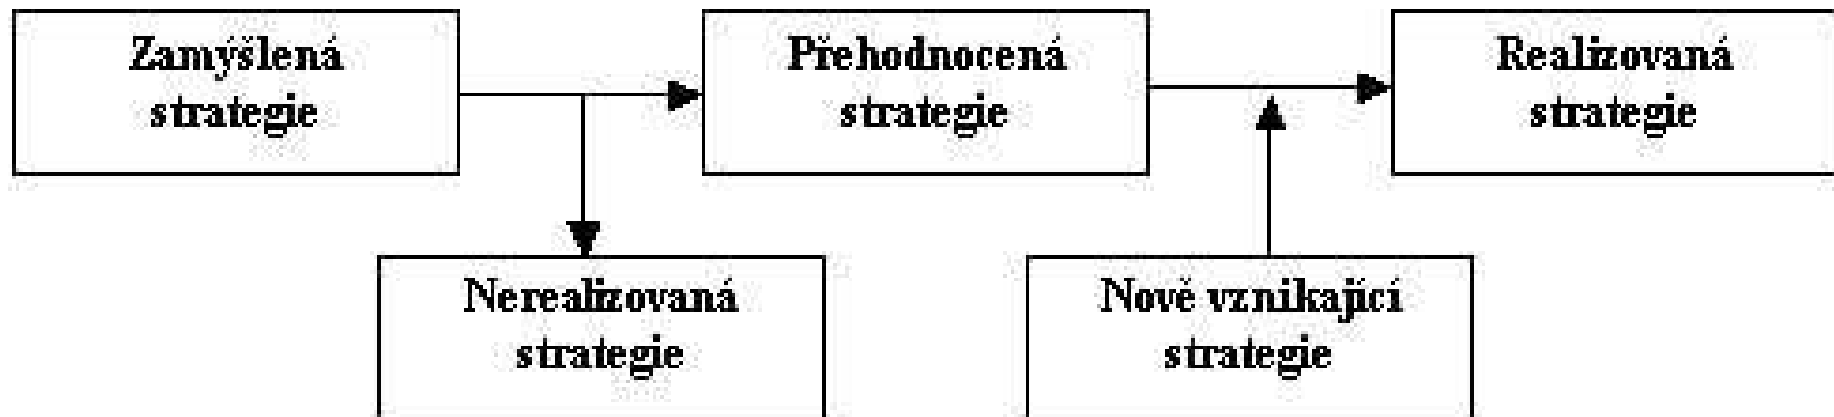 Zamýšlená
strategie
Přehodnocená
strategie
Realizovaná
strategie
Nerealizovaná
strategie
Nově vznikající
strategie